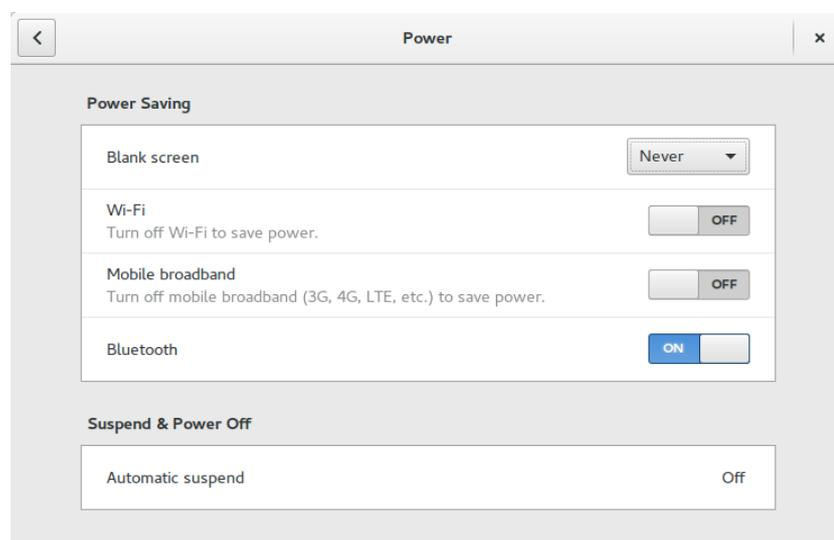 Power
Power Saving
Blank screen
Never
Wi-Fi
Turn off Wi-Fi to save power.
OFF
Mobile broadband
Turn off mobile broadband (3G, 4G, LTE, etc.) to save power.
OFF
Bluetooth
ON
Suspend & Power Off
Automatic suspend
Off